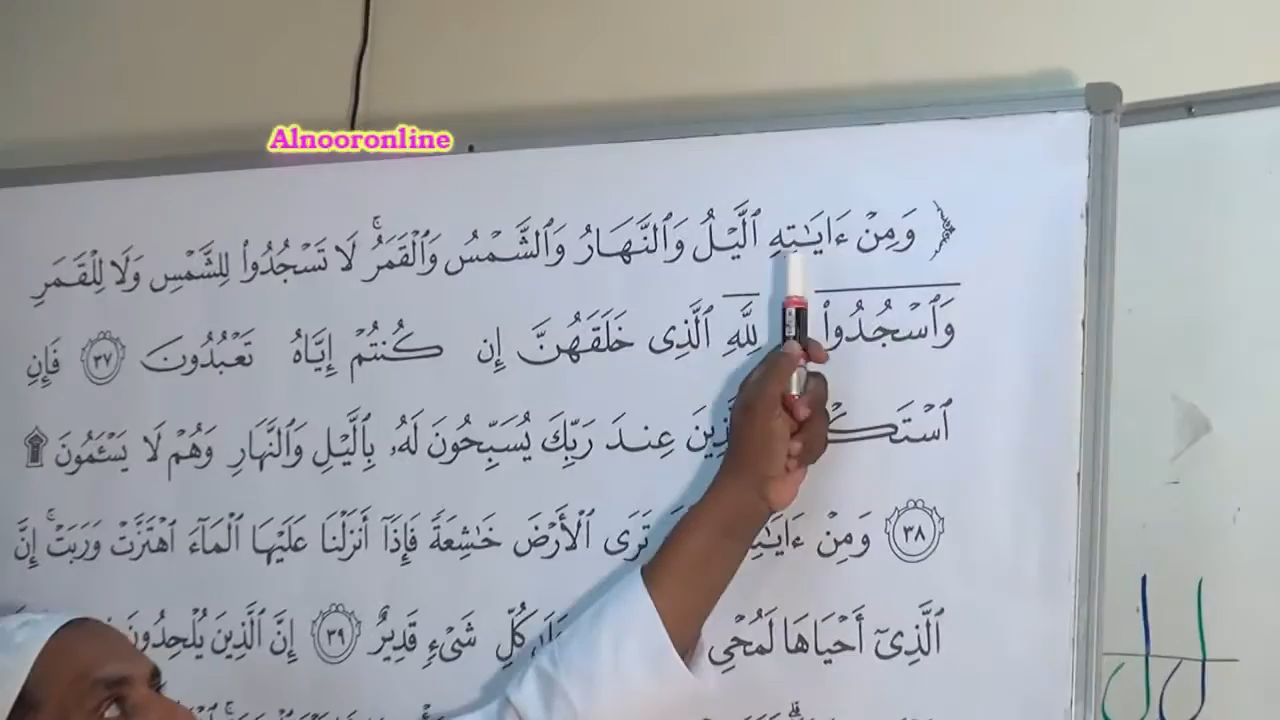 Alnooronline
وَمِنْ ءَايَٰتِهِ ٱلَّيْلُ وَٱلنَّهَارُ وَٱلشَّمْسُ وَٱلْقَمَرُ ۚ لَا تَسْجُدُوا۟ لِلشَّمْسِ وَلَا لِلْقَمَرِ
وَٱسْجُدُوا۟ لِلَّهِ ٱلَّذِى خَلَقَهُنَّ إِن كُنتُمْ إِيَّاهُ تَعْبُدُونَ ٣٧ فَإِنِ
عِندَ رَبِّكَ يُسَبِّحُونَ لَهُۥ بِٱلَّيْلِ وَٱلنَّهَارِ وَهُمْ لَا يَسْـَٔمُونَ ۩
٣٨ وَمِنْ تَرَى ٱلْأَرْضَ خَٰشِعَةً فَإِذَآ أَنزَلْنَا عَلَيْهَا ٱلْمَآءَ ٱهْتَزَّتْ وَرَبَتْ ۚ إِنَّ
ٱلَّذِىٓ أَحْيَاهَا لَمُحْىِ كُلِّ شَىْءٍ قَدِيرٌ ٣٩ إِنَّ ٱلَّذِينَ يُلْحِدُونَ